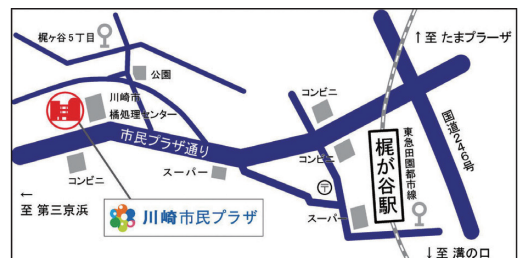 梶ヶ谷5丁目
↑至 たまプラーザ
公園
コンビニ
川崎市
橘処理センター
市民プラザ通り
国道246号
コンビニ
東急田園都市線
梶が谷駅
コンビニ
スーパー
〒
スーパー
←
至 第三京浜
川崎市民プラザ
↓至 溝の口